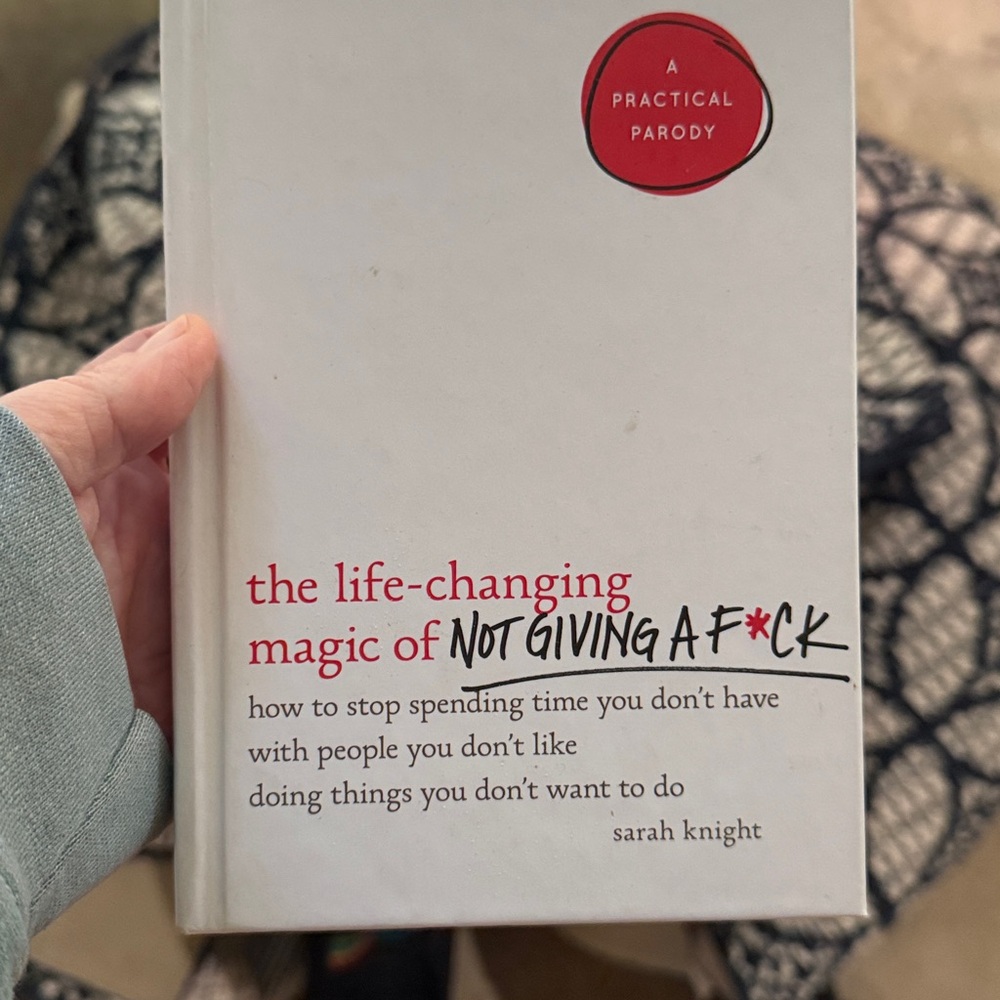 A
PRACTICAL
PARODY
the life-changing
magic of NOT GIVING A F*CK
how to stop spending time you don't have
with people you don't like
doing things you don't want to do
sarah knight